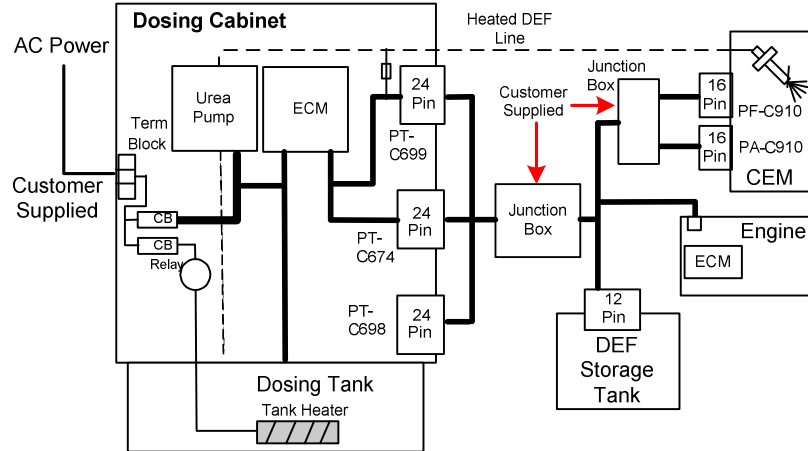 Dosing Cabinet
AC Power
Heated DEF
Line
Urea
Pump
ECM
24
Pin
PT-
C699
Term
Block
Customer
Supplied
CB
CB
Relay
PT-
C674
24
Pin
PT-
C698
24
Pin
Customer
Supplied
Junction
Box
Junction
Box
16
Pin
PF-C910
16
Pin
PA-C910
CEM
Engine
ECM
12
Pin
DEF
Storage
Tank
Dosing Tank
Tank Heater